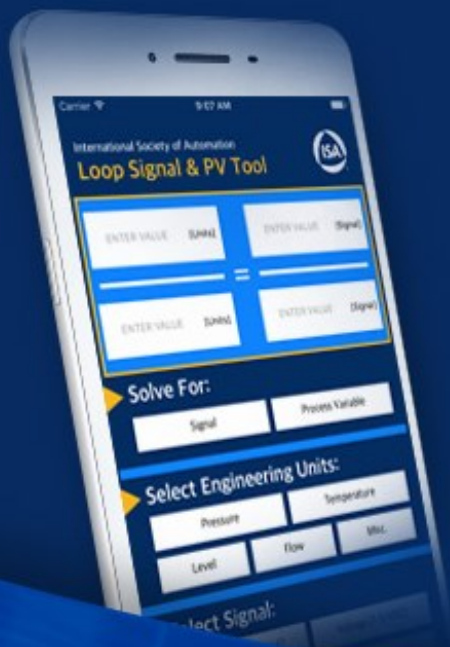 Carrier 9:07 AM
International Society of Automation
ISA
Loop Signal & PV Tool
ENTER VALUE [Units] ENTER VALUE [Signal]
=
ENTER VALUE [Units] ENTER VALUE [Signal]
Solve For:
Signal Process Variable
Select Engineering Units:
Pressure Temperature
Level Flow Misc.
Select Signal: